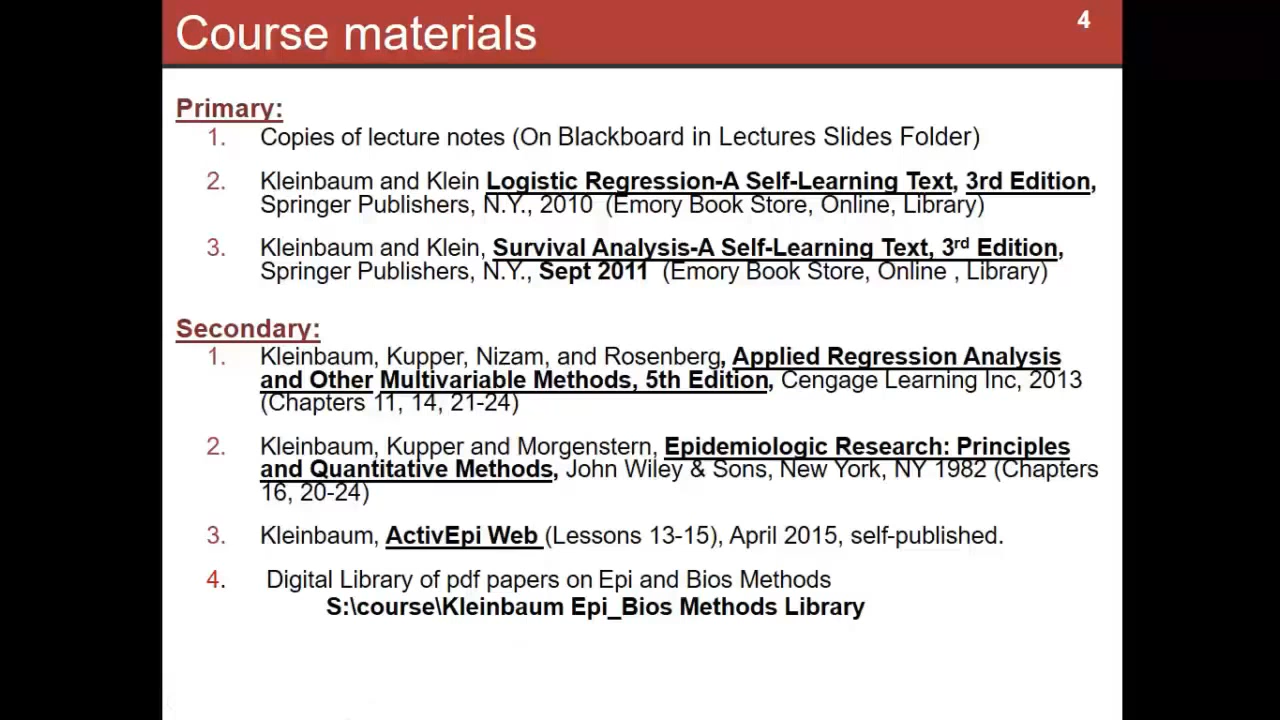 Course materials
4
Primary:
1. Copies of lecture notes (On Blackboard in Lectures Slides Folder)
2. Kleinbaum and Klein Logistic Regression-A Self-Learning Text, 3rd Edition,
Springer Publishers, N.Y., 2010 (Emory Book Store, Online, Library)
3. Kleinbaum and Klein, Survival Analysis-A Self-Learning Text, 3rd Edition,
Springer Publishers, N.Y., Sept 2011 (Emory Book Store, Online , Library)
Secondary:
1. Kleinbaum, Kupper, Nizam, and Rosenberg, Applied Regression Analysis
and Other Multivariable Methods, 5th Edition, Cengage Learning Inc, 2013
(Chapters 11, 14, 21-24)
2. Kleinbaum, Kupper and Morgenstern, Epidemiologic Research: Principles
and Quantitative Methods, John Wiley & Sons, New York, NY 1982 (Chapters
16, 20-24)
3. Kleinbaum, ActivEpi Web (Lessons 13-15), April 2015, self-published.
4. Digital Library of pdf papers on Epi and Bios Methods
S:\course\Kleinbaum Epi_Bios Methods Library